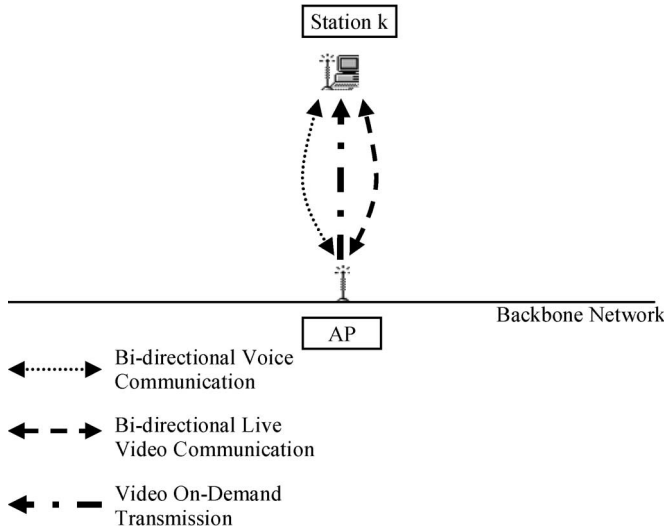 Station k
Backbone Network
AP
Bi-directional Voice
Communication
Bi-directional Live
Video Communication
Video On-Demand
Transmission